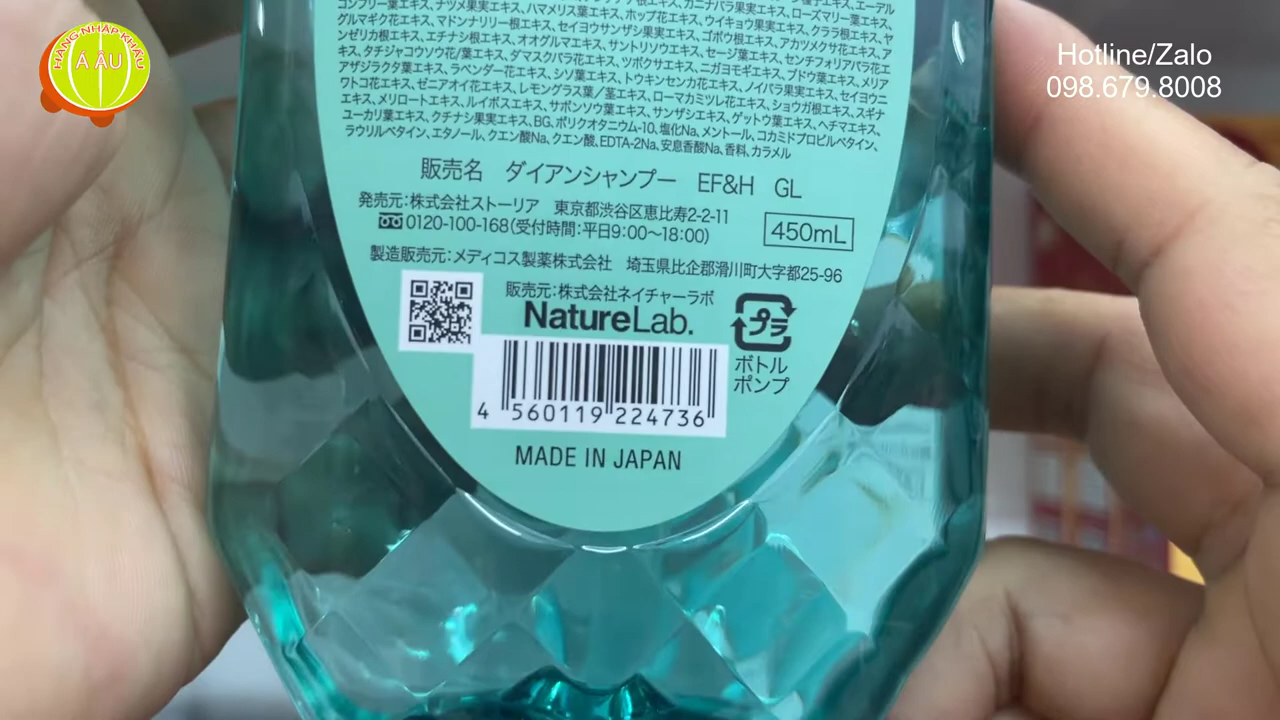 HÀNG NHẬP KHẨU
Á ÂU
Hotline/Zalo
098.679.8008
コンフリー葉エキス、ナツメ果実エキス、ハマメリス葉エキス、ホップ花エキス、ウイキョウ果実エキス、クララ根エキス、ヤ
グルマギク花エキス、マドンナリリー根エキス、セイヨウサンザシ果実エキス、ゴボウ根エキス、アカツメクサ花エキス、ア
ンゼリカ根エキス、エチナシ根エキス、オオグルマエキス、サントリソウエキス、セージ葉エキス、センチフォリアバラ花エ
キス、タチジャコウソウ花/葉エキス、ダマスクバラ花エキス、ツボクサエキス、ニガヨモギエキス、ブドウ葉エキス、メリア
アザジラクタ葉エキス、ラベンダー花エキス、シソ葉エキス、トウキンセンカ花エキス、ノイバラ果実エキス、セイヨウニ
ワトコ花エキス、ゼニアオイ花エキス、レモングラス葉/茎エキス、ローマカミツレ花エキス、ショウガ根エキス、スギナ
エキス、メリロートエキス、ルイボスエキス、サボンソウ葉エキス、サンザシエキス、ゲットウ葉エキス、ヘチマエキス、
ユーカリ葉エキス、クチナシ果実エキス、BG、ポリクオタニウム-10、塩化Na、メントール、コカミドプロピルベタイン、
ラウリルベタイン、エタノール、クエン酸Na、クエン酸、EDTA-2Na、安息香酸Na、香料、カラメル
販売名 ダイアンシャンプー EF&H GL
発売元:株式会社ストーリア 東京都渋谷区恵比寿2-2-11
0120-100-168(受付時間:平日9:00〜18:00)
450mL
製造販売元:メディコス製薬株式会社 埼玉県比企郡滑川町大字都25-96
販売元:株式会社ネイチャーラボ
NatureLab.
プラ
ボトル
ポンプ
4 560119 224736
MADE IN JAPAN